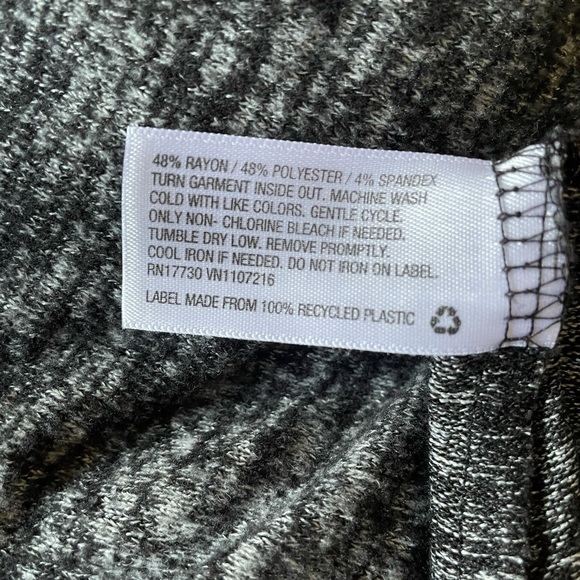 48% RAYON / 48% POLYESTER / 4% SPANDEX
TURN GARMENT INSIDE OUT. MACHINE WASH
COLD WITH LIKE COLORS. GENTLE CYCLE.
ONLY NON- CHLORINE BLEACH IF NEEDED.
TUMBLE DRY LOW. REMOVE PROMPTLY.
COOL IRON IF NEEDED. DO NOT IRON ON LABEL.
RN17730 VN1107216
LABEL MADE FROM 100% RECYCLED PLASTIC